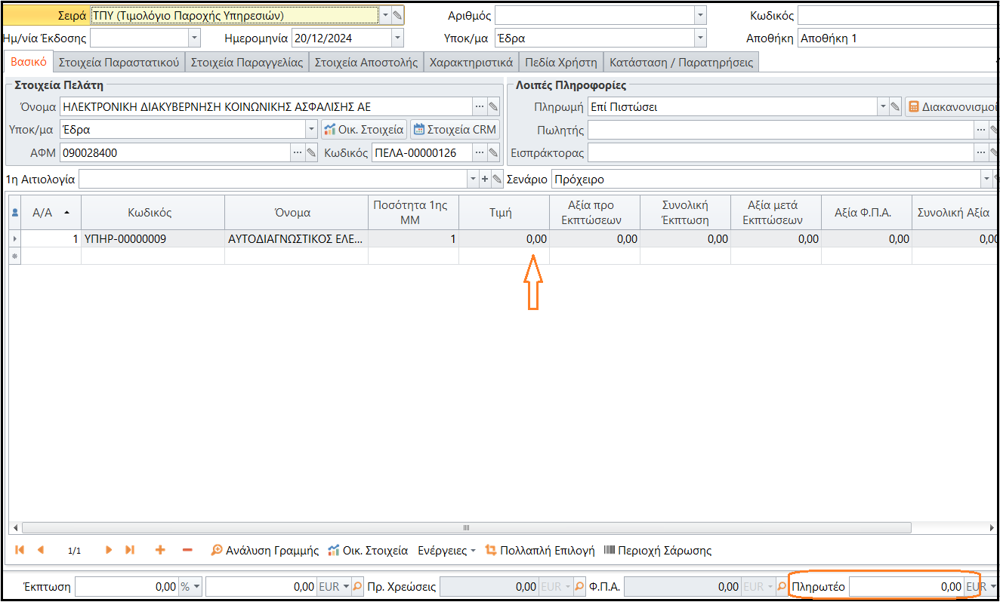 Σειρά ΤΠΥ (Τιμολόγιο Παροχής Υπηρεσιών) Αριθμός Κωδικός
Ημ/νία Έκδοσης Ημερομηνία 20/12/2024 Υποκ/μα Έδρα Αποθήκη Αποθήκη 1
Βασικό Στοιχεία Παραστατικού Στοιχεία Παραγγελίας Στοιχεία Αποστολής Χαρακτηριστικά Πεδία Χρήστη Κατάσταση / Παρατηρήσεις
Στοιχεία Πελάτη Λοιπές Πληροφορίες
Όνομα ΗΛΕΚΤΡΟΝΙΚΗ ΔΙΑΚΥΒΕΡΝΗΣΗ ΚΟΙΝΩΝΙΚΗΣ ΑΣΦΑΛΙΣΗΣ ΑΕ Πληρωμή Επί Πιστώσει Διακανονισμοί
Υποκ/μα Έδρα Οικ. Στοιχεία Στοιχεία CRM Πωλητής
ΑΦΜ 090028400 Κωδικός ΠΕΛΑ-00000126 Εισπράκτορας
1η Αιτιολογία Σενάριο Πρόχειρο
Α/Α Κωδικός Όνομα Ποσότητα 1ης ΜΜ Τιμή Αξία προ Εκπτώσεων Συνολική Έκπτωση Αξία μετά Εκπτώσεων Αξία Φ.Π.Α. Συνολική Αξία
1 ΥΠΗΡ-00000009 ΑΥΤΟΔΙΑΓΝΩΣΤΙΚΟΣ ΕΛΕ... 1 0,00 0,00 0,00 0,00 0,00 0,00
1/1 Ανάλυση Γραμμής Οικ. Στοιχεία Ενέργειες Πολλαπλή Επιλογή Περιοχή Σάρωσης
Έκπτωση 0,00 % 0,00 EUR Πρ. Χρεώσεις 0,00 EUR Φ.Π.Α. 0,00 EUR Πληρωτέο 0,00 EUR